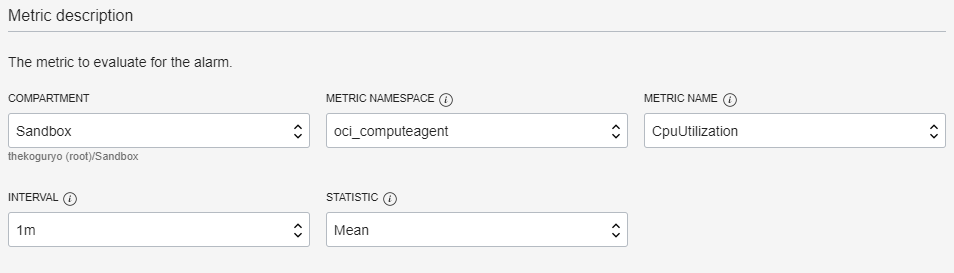 Metric description
The metric to evaluate for the alarm.
COMPARTMENT METRIC NAMESPACE i METRIC NAME i
Sandbox oci_computeagent CpuUtilization
thekoguryo (root)/Sandbox
INTERVAL i STATISTIC i
1m Mean